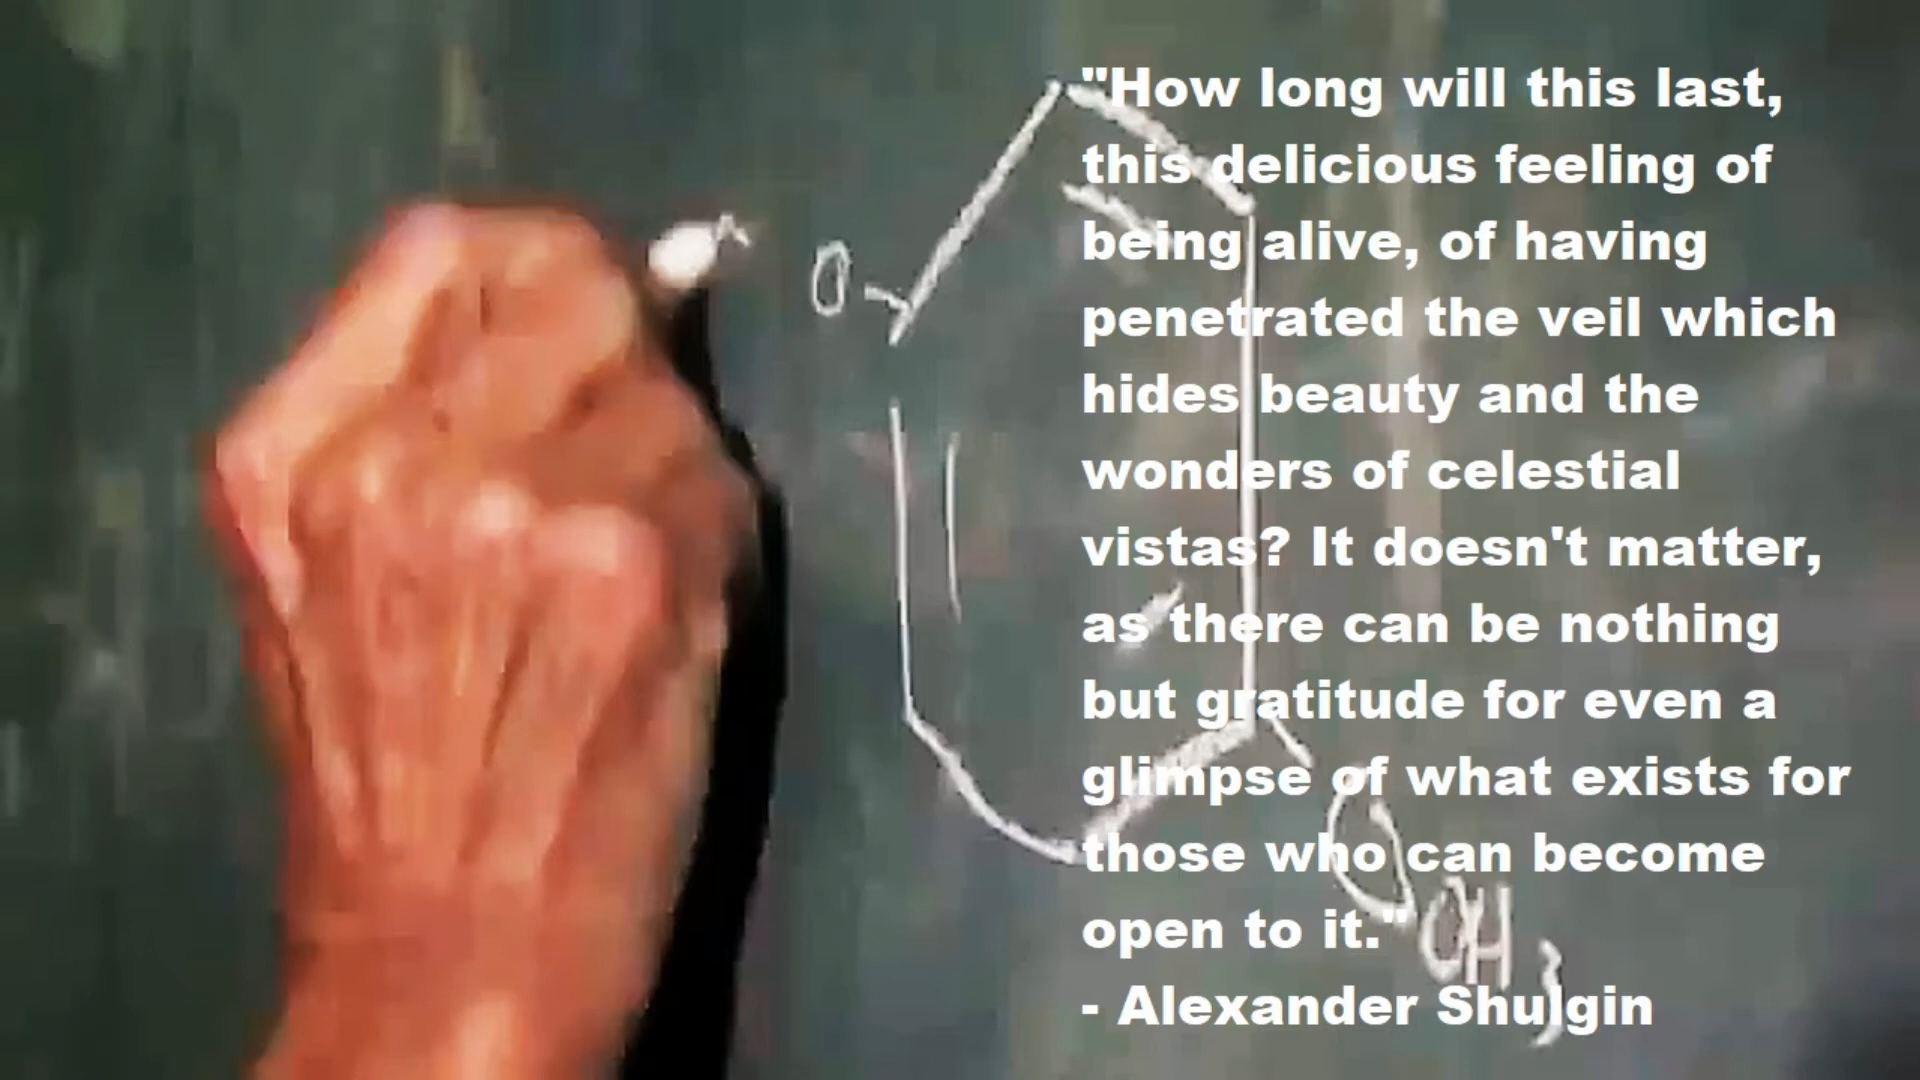 "How long will this last,
this delicious feeling of
being alive, of having
penetrated the veil which
hides beauty and the
wonders of celestial
vistas? It doesn't matter,
as there can be nothing
but gratitude for even a
glimpse of what exists for
those who can become
open to it."
- Alexander Shulgin
O
OCH3